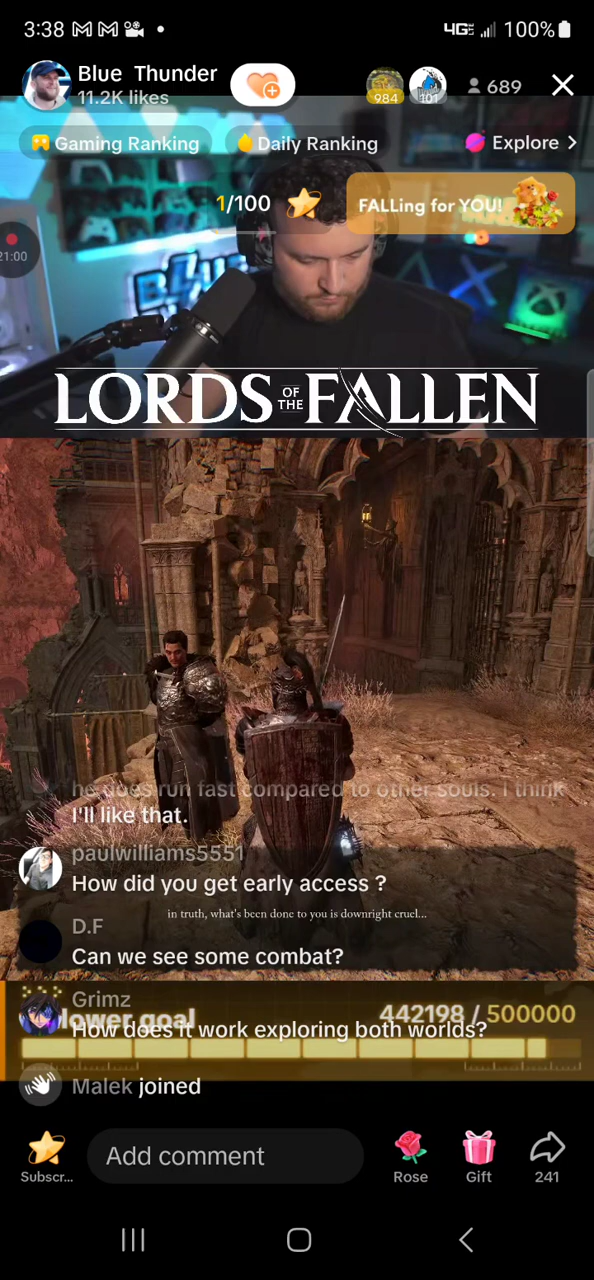 3:38
4G LTE
100%
Blue Thunder
11.2K likes
984
101
689
Gaming Ranking
Daily Ranking
Explore >
1/100
FALLing for YOU!
21:00
LORDS OF THE FALLEN
he does run fast compared to other souls. I think
I'll like that.
paulwilliams5551
How did you get early access ?
in truth, what's been done to you is downright cruel...
D.F
Can we see some combat?
Grimz
lower goal
442198 / 500000
How does it work exploring both worlds?
Malek joined
Subscr...
Add comment
Rose
Gift
241